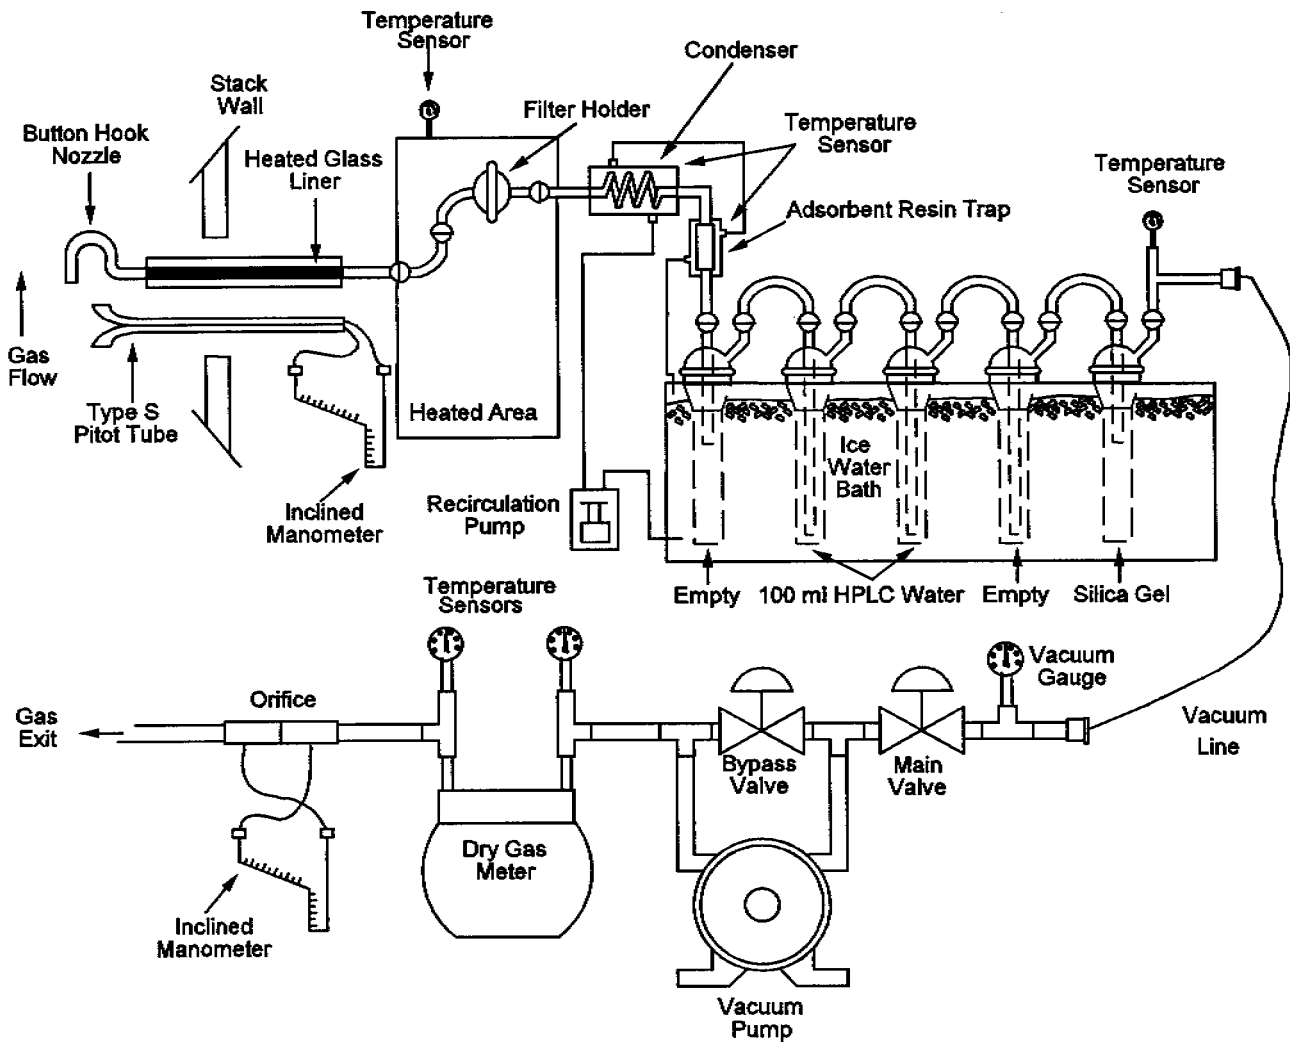 Temperature
Sensor
Condenser
Stack
Wall
Filter Holder
Button Hook
Nozzle
Heated Glass
Liner
Temperature
Sensor
Temperature
Sensor
Adsorbent Resin Trap
Gas
Flow
Type S
Pitot Tube
Heated Area
Ice
Water
Bath
Inclined
Manometer
Recirculation
Pump
Empty
100 ml HPLC Water
Empty
Silica Gel
Temperature
Sensors
Vacuum
Gauge
Orifice
Gas
Exit
Vacuum
Line
Bypass
Valve
Main
Valve
Dry Gas
Meter
Inclined
Manometer
Vacuum
Pump